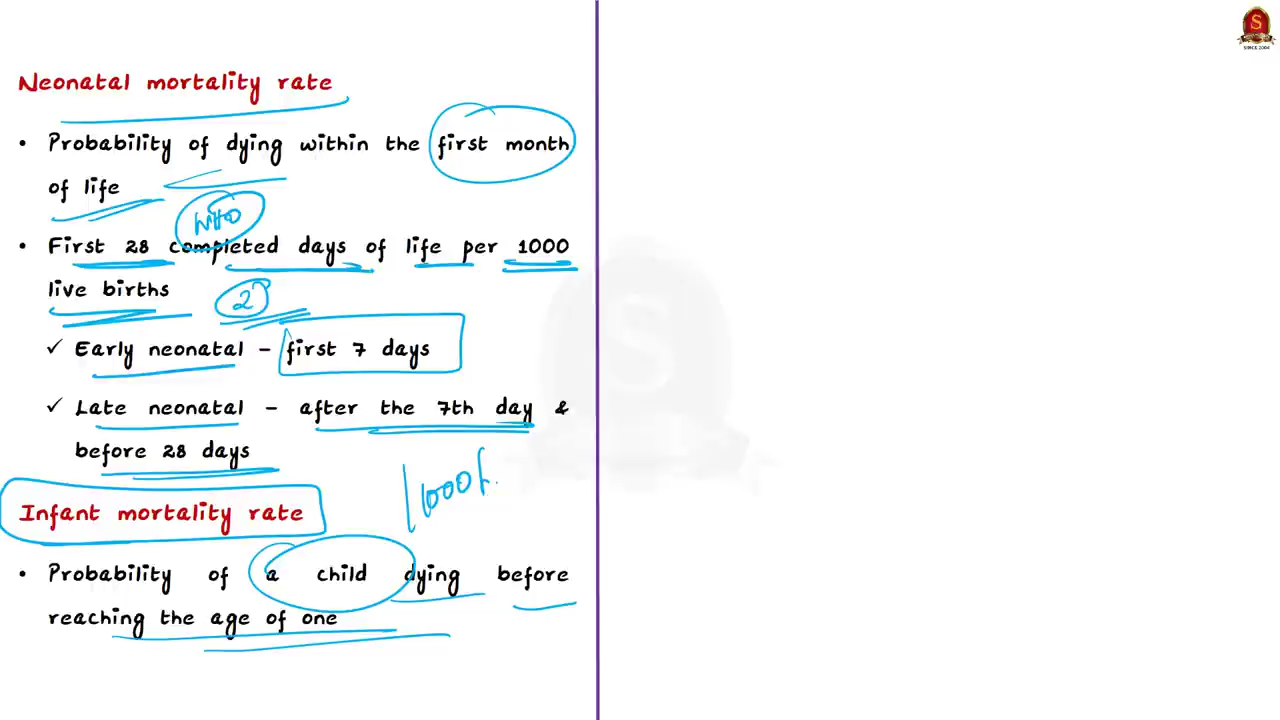 Neonatal mortality rate
• Probability of dying within the first month
of life
WHO
• First 28 completed days of life per 1000
live births
✓ Early neonatal – first 7 days
✓ Late neonatal – after the 7th day &
before 28 days
Infant mortality rate
• Probability of a child dying before
reaching the age of one
S
SINCE 2004